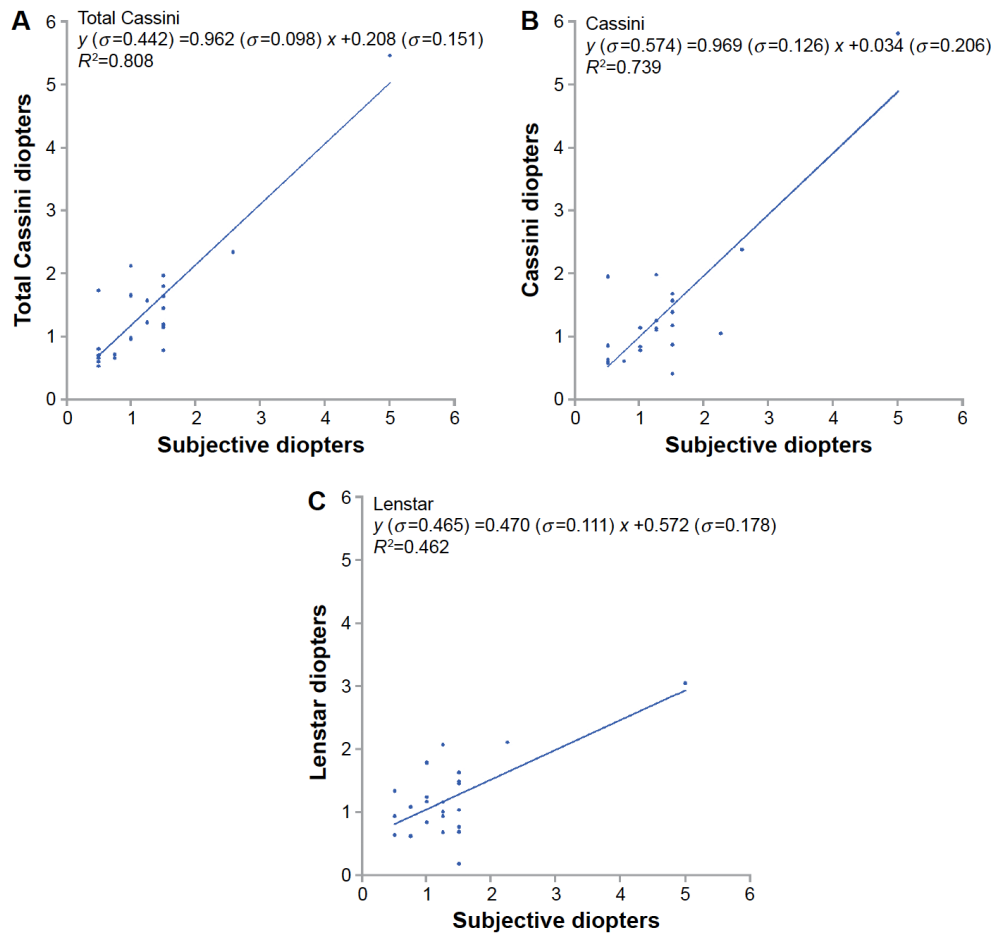 A
Total Cassini
y (σ=0.442) =0.962 (σ=0.098) x +0.208 (σ=0.151)
R²=0.808
Total Cassini diopters
6
5
4
3
2
1
0
0 1 2 3 4 5 6
Subjective diopters
B
Cassini
y (σ=0.574) =0.969 (σ=0.126) x +0.034 (σ=0.206)
R²=0.739
Cassini diopters
6
5
4
3
2
1
0
0 1 2 3 4 5 6
Subjective diopters
C
Lenstar
y (σ=0.465) =0.470 (σ=0.111) x +0.572 (σ=0.178)
R²=0.462
Lenstar diopters
6
5
4
3
2
1
0
0 1 2 3 4 5 6
Subjective diopters